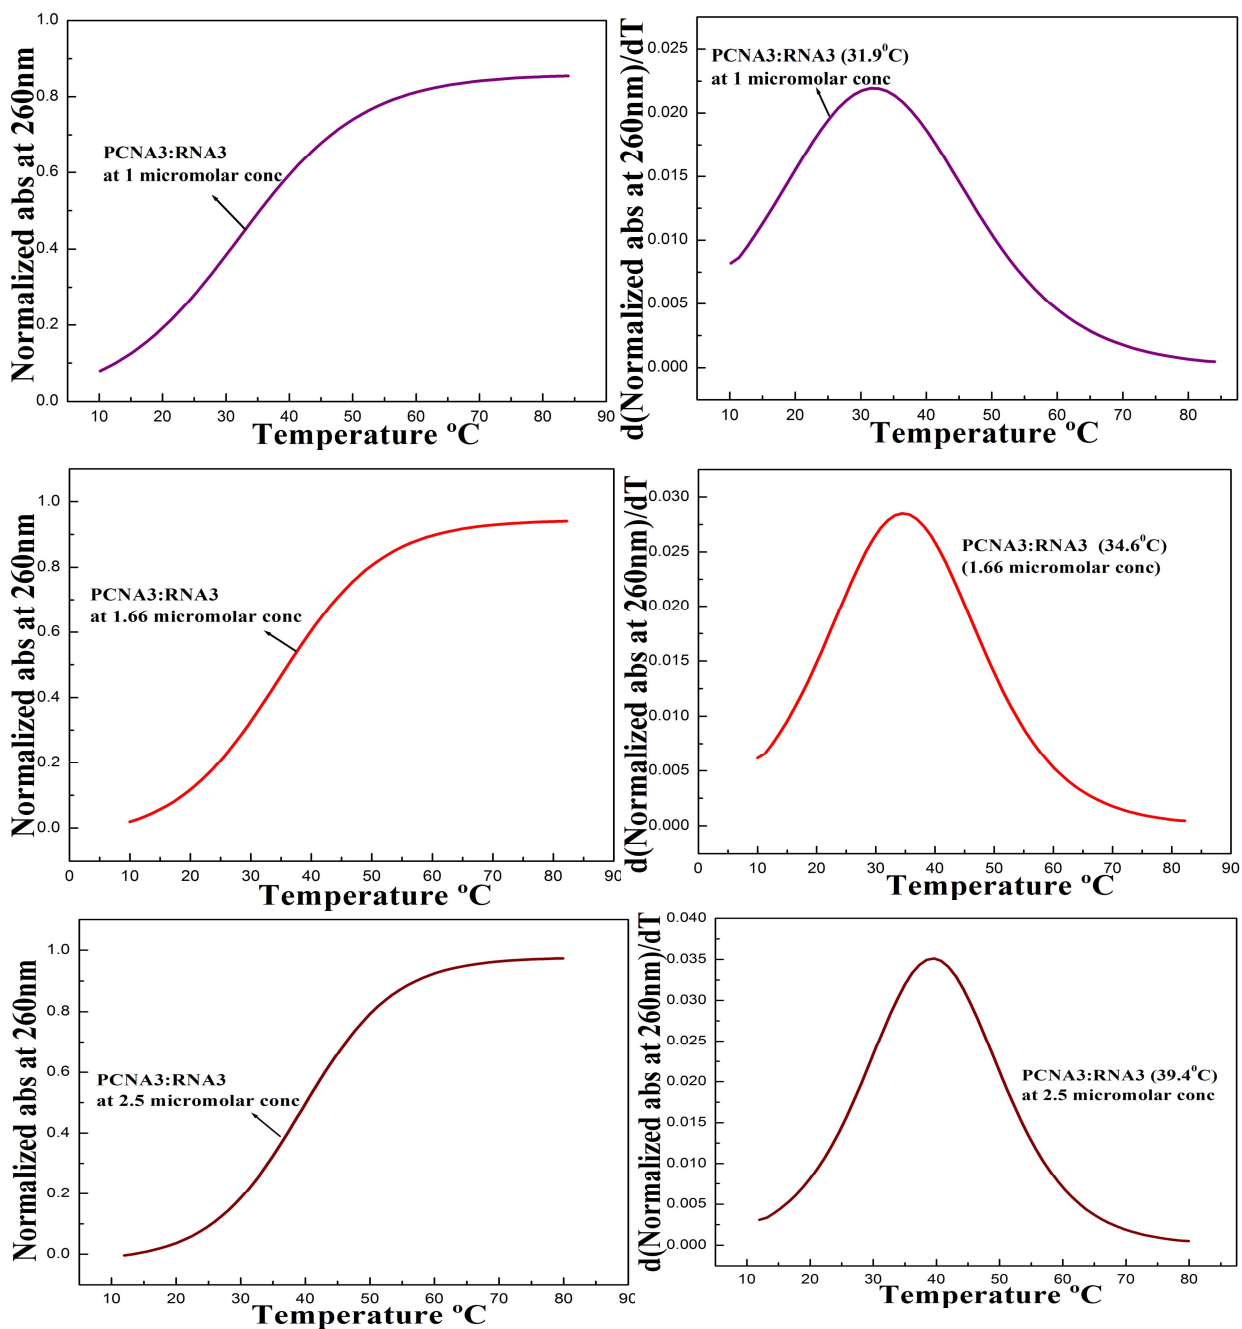 Normalized abs at 260nm
1.0
0.8
0.6
0.4
0.2
0.0
PCNA3:RNA3
at 1 micromolar conc
10 20 30 40 50 60 70 80 90
Temperature ºC
d(Normalized abs at 260nm)/dT
0.025
0.020
0.015
0.010
0.005
0.000
PCNA3:RNA3 (31.9⁰C)
at 1 micromolar conc
10 20 30 40 50 60 70 80
Temperature ºC
Normalized abs at 260nm
1.0
0.8
0.6
0.4
0.2
0.0
PCNA3:RNA3
at 1.66 micromolar conc
0 10 20 30 40 50 60 70 80 90
Temperature ºC
d(Normalized abs at 260nm)/dT
0.030
0.025
0.020
0.015
0.010
0.005
0.000
PCNA3:RNA3 (34.6⁰C)
(1.66 micromolar conc)
0 10 20 30 40 50 60 70 80 90
Temperature ºC
Normalized abs at 260nm
1.0
0.8
0.6
0.4
0.2
0.0
PCNA3:RNA3
at 2.5 micromolar conc
10 20 30 40 50 60 70 80 90
Temperature ºC
d(Normalized abs at 260nm)/dT
0.040
0.035
0.030
0.025
0.020
0.015
0.010
0.005
0.000
PCNA3:RNA3 (39.4⁰C)
at 2.5 micromolar conc
10 20 30 40 50 60 70 80
Temperature ºC